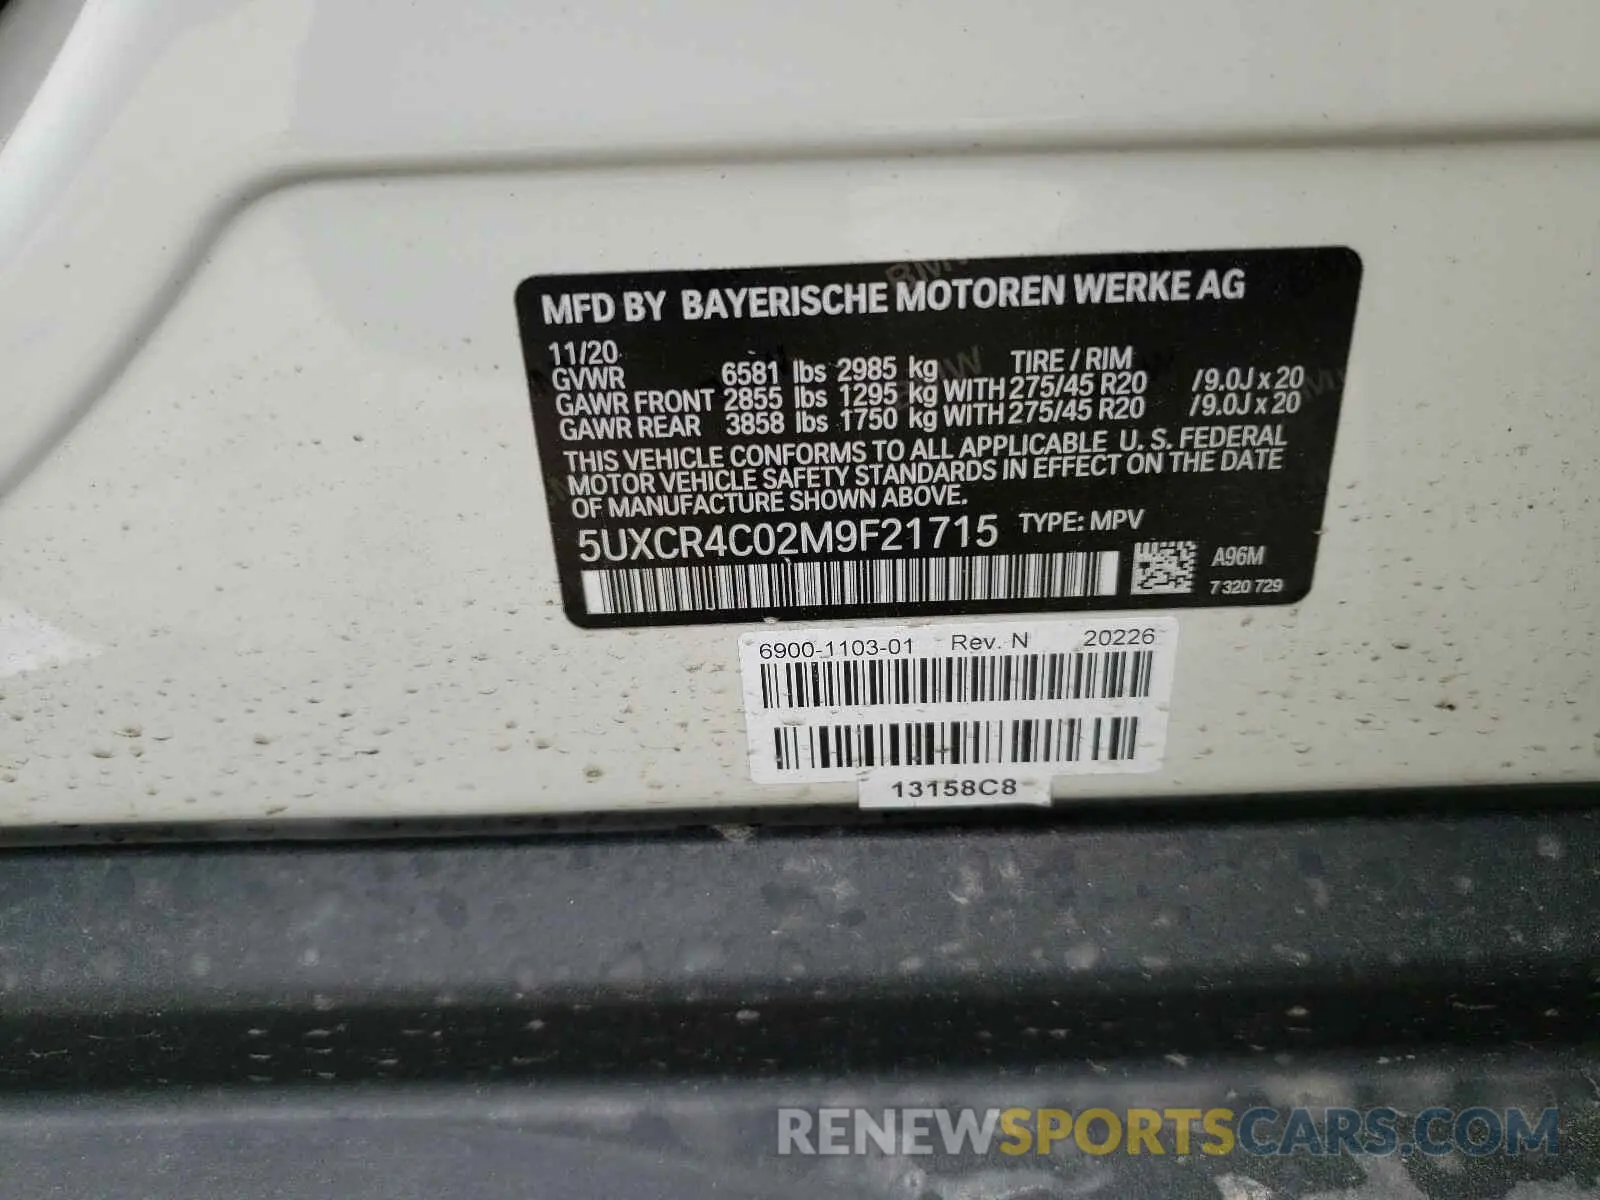 MFD BY BAYERISCHE MOTOREN WERKE AG
11/20 TIRE / RIM
GVWR 6581 lbs 2985 kg
GAWR FRONT 2855 lbs 1295 kg WITH 275/45 R20 / 9.0J x 20
GAWR REAR 3858 lbs 1750 kg WITH 275/45 R20 / 9.0J x 20
THIS VEHICLE CONFORMS TO ALL APPLICABLE U. S. FEDERAL
MOTOR VEHICLE SAFETY STANDARDS IN EFFECT ON THE DATE
OF MANUFACTURE SHOWN ABOVE.
5UXCR4C02M9F21715 TYPE: MPV
A96M
7 320 729
6900-1103-01 Rev. N 20226
13158C8
RENEWSPORTSCARS.COM